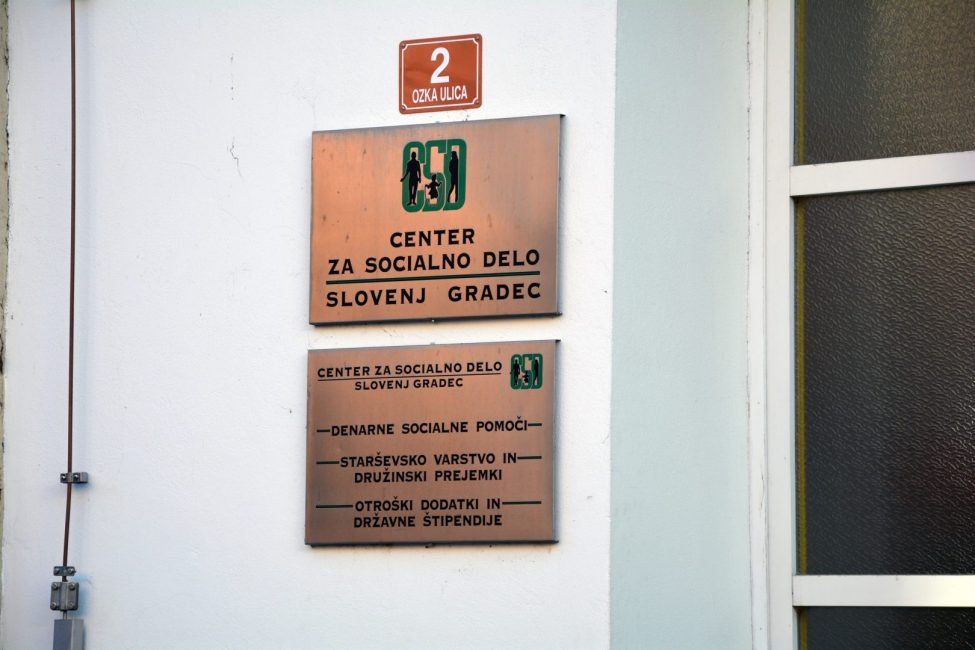 2
OZKA ULICA
CSD
CENTER
ZA SOCIALNO DELO
SLOVENJ GRADEC
CENTER ZA SOCIALNO DELO
SLOVENJ GRADEC
CSD
DENARNE SOCIALNE POMOČI
STARŠEVSKO VARSTVO IN
DRUŽINSKI PREJEMKI
OTROŠKI DODATKI IN
DRŽAVNE ŠTIPENDIJE